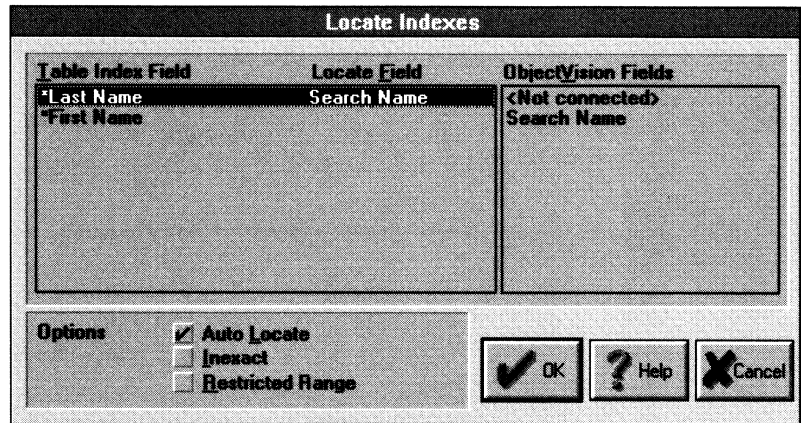 Locate Indexes
Table Index Field Locate Field ObjectVision Fields
*Last Name Search Name <Not connected>
*First Name Search Name
Options Auto Locate
Inexact
Restricted Range
OK Help Cancel